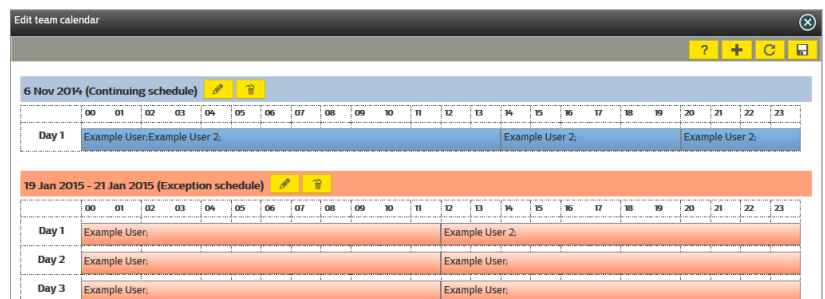 Edit team calendar
?
6 Nov 2014 (Continuing schedule)
00 01 02 03 04 05 06 07 08 09 10 11 12 13 14 15 16 17 18 19 20 21 22 23
Day 1 Example User;Example User 2; Example User 2; Example User 2;
19 Jan 2015 - 21 Jan 2015 (Exception schedule)
00 01 02 03 04 05 06 07 08 09 10 11 12 13 14 15 16 17 18 19 20 21 22 23
Day 1 Example User; Example User 2;
Day 2 Example User; Example User;
Day 3 Example User; Example User;